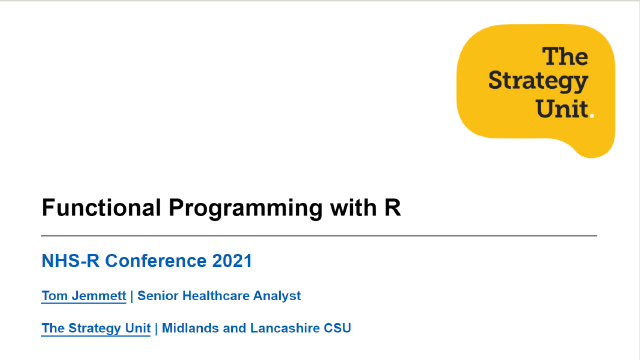 The
Strategy
Unit.
Functional Programming with R
NHS-R Conference 2021
Tom Jemmett | Senior Healthcare Analyst
The Strategy Unit | Midlands and Lancashire CSU